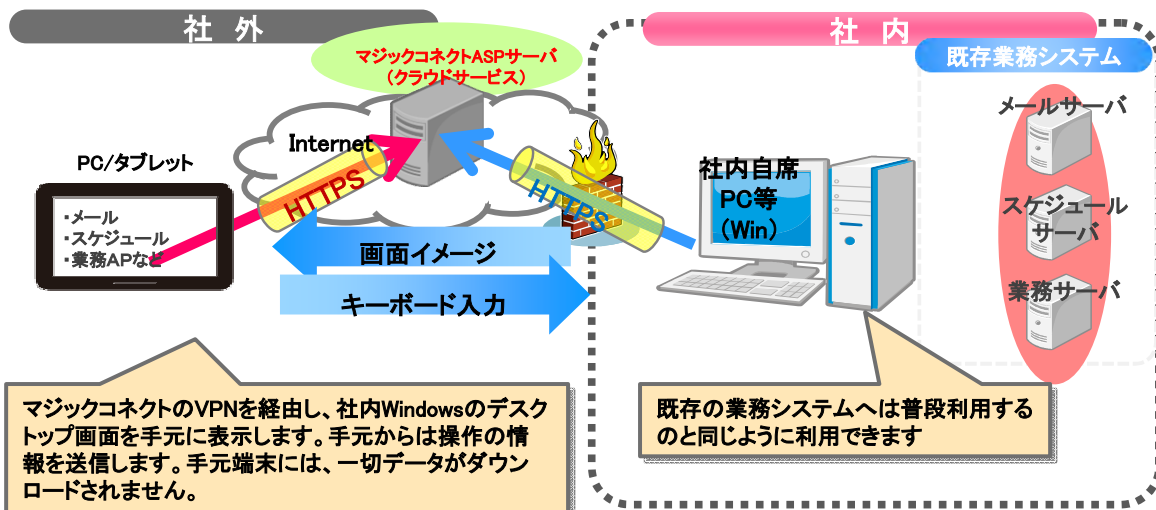 社 外
社 内
マジックコネクトASPサーバ
（クラウドサービス）
既存業務システム
メールサーバ
Internet
PC/タブレット
HTTPS
HTTPS
社内自席
PC等
（Win）
・メール
・スケジュール
・業務APなど
スケジュール
サーバ
画面イメージ
キーボード入力
業務サーバ
マジックコネクトのVPNを経由し、社内Windowsのデスク
トップ画面を手元に表示します。手元からは操作の情
報を送信します。手元端末には、一切データがダウン
ロードされません。
既存の業務システムへは普段利用する
のと同じように利用できます